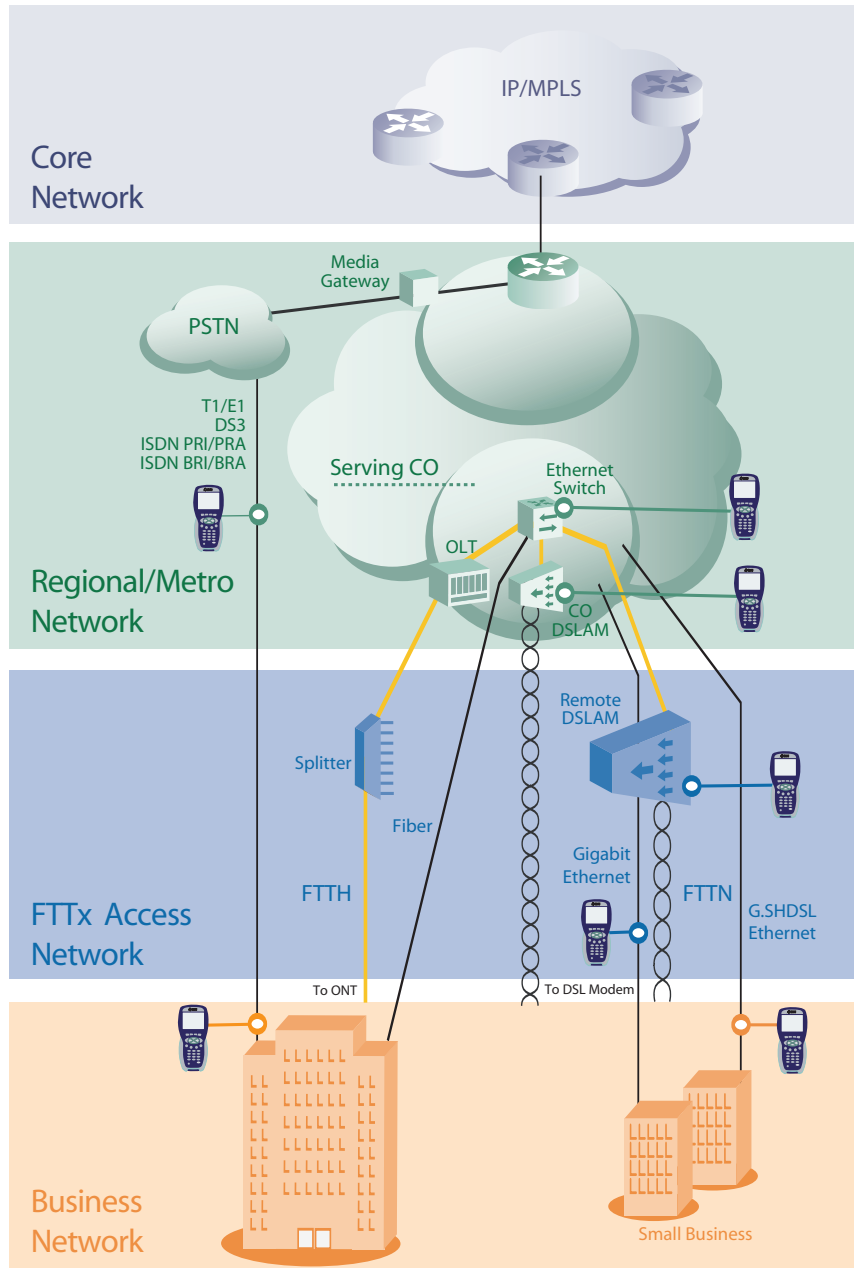 IP/MPLS
Core
Network
Media
Gateway
PSTN
T1/E1
DS3
ISDN PRI/PRA
ISDN BRI/BRA
Serving CO
Ethernet
Switch
OLT
CO
DSLAM
Regional/Metro
Network
Remote
DSLAM
Splitter
Fiber
Gigabit
Ethernet
FTTH
FTTN
G.SHDSL
Ethernet
FTTx Access
Network
To ONT
To DSL Modem
Business
Network
Small Business